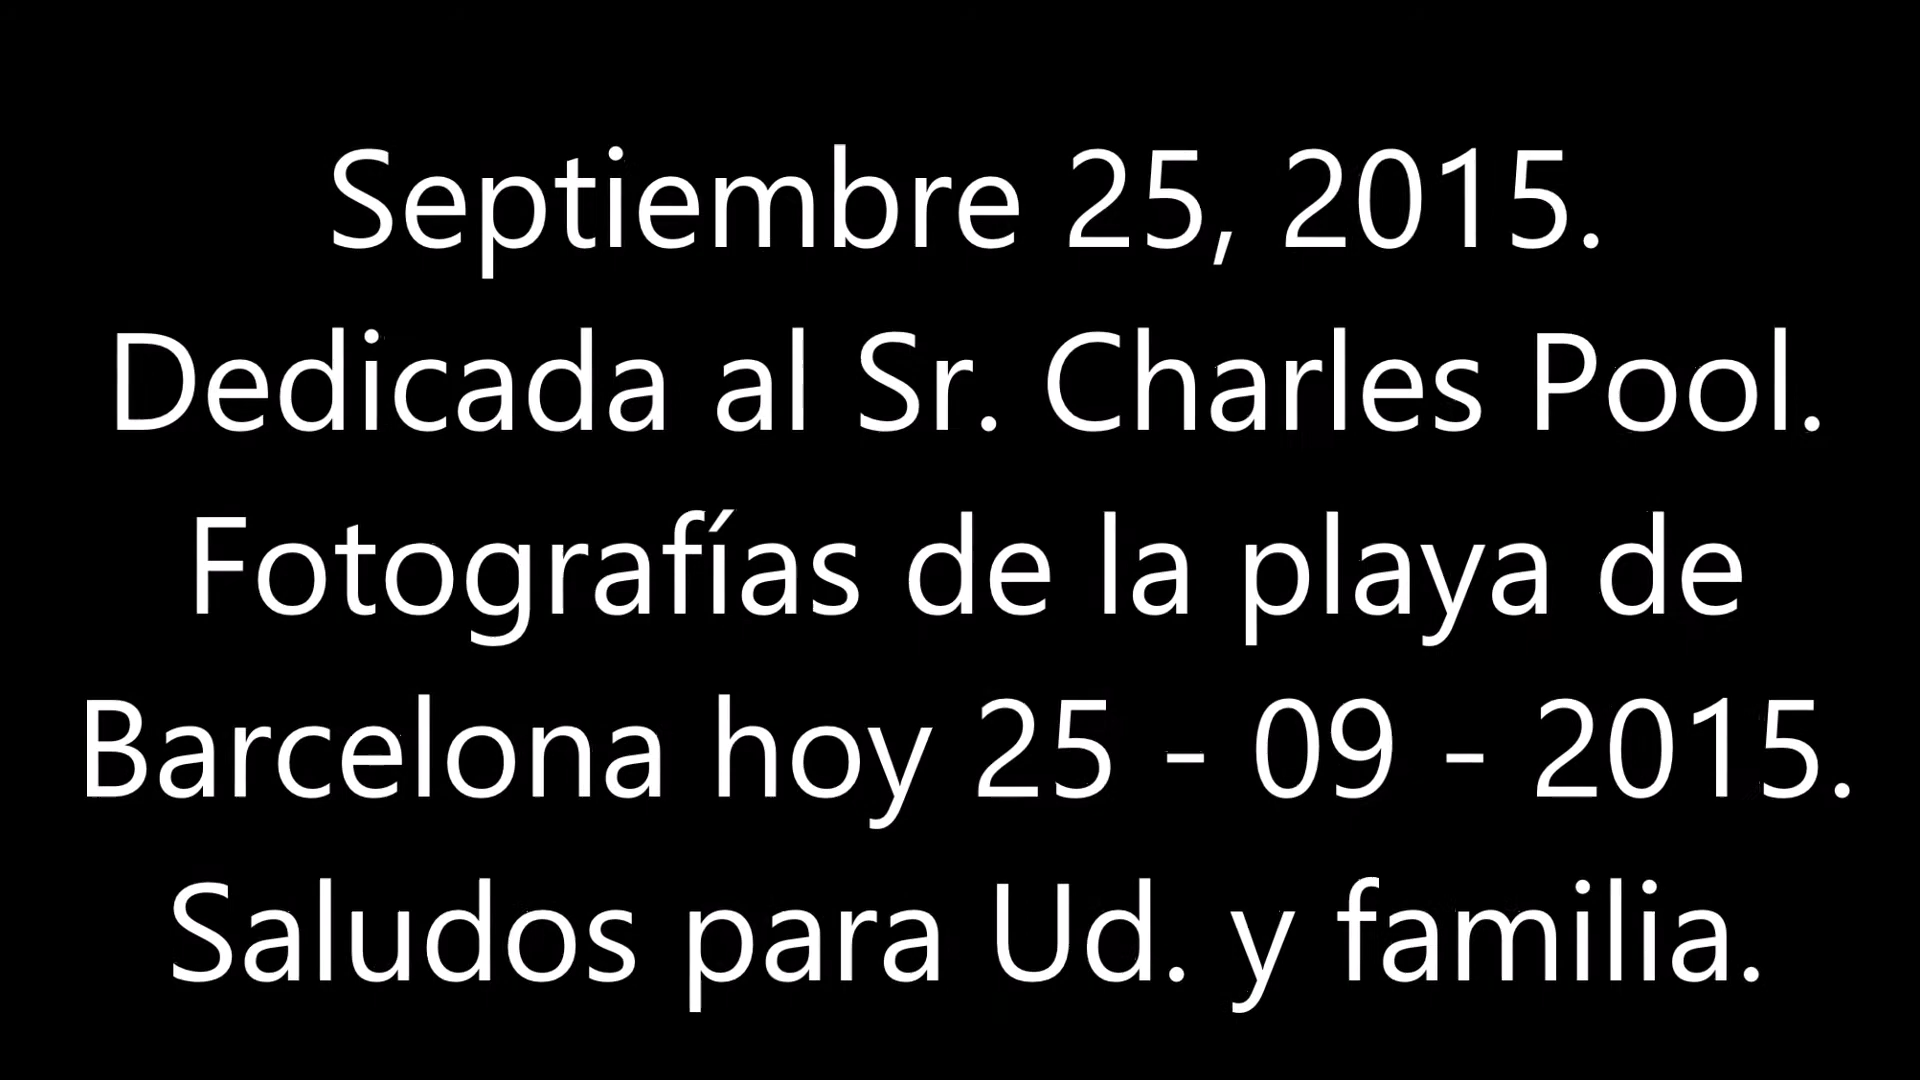 Septiembre 25, 2015.
Dedicada al Sr. Charles Pool.
Fotografías de la playa de
Barcelona hoy 25 - 09 - 2015.
Saludos para Ud. y familia.